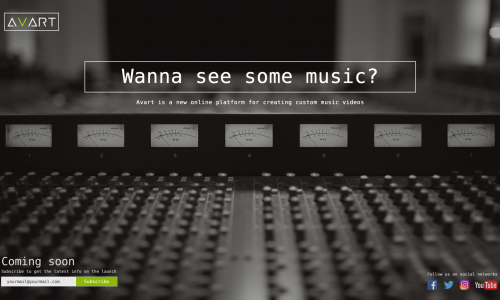 AVART
Wanna see some music?
Avart is a new online platform for creating custom music videos
Coming soon
Subscribe to get the latest info on the launch
yourmail@yourmail.com
Subscribe
Follow us on social networks
YouTube